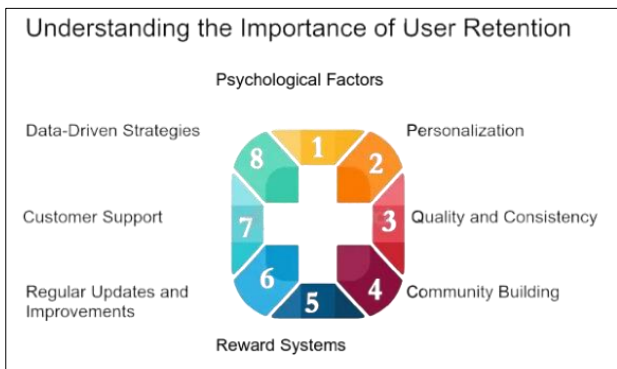 Understanding the Importance of User Retention
Psychological Factors
Data-Driven Strategies
Personalization
8
1
2
Customer Support
7
3
Quality and Consistency
6
5
4
Regular Updates and
Improvements
Community Building
Reward Systems